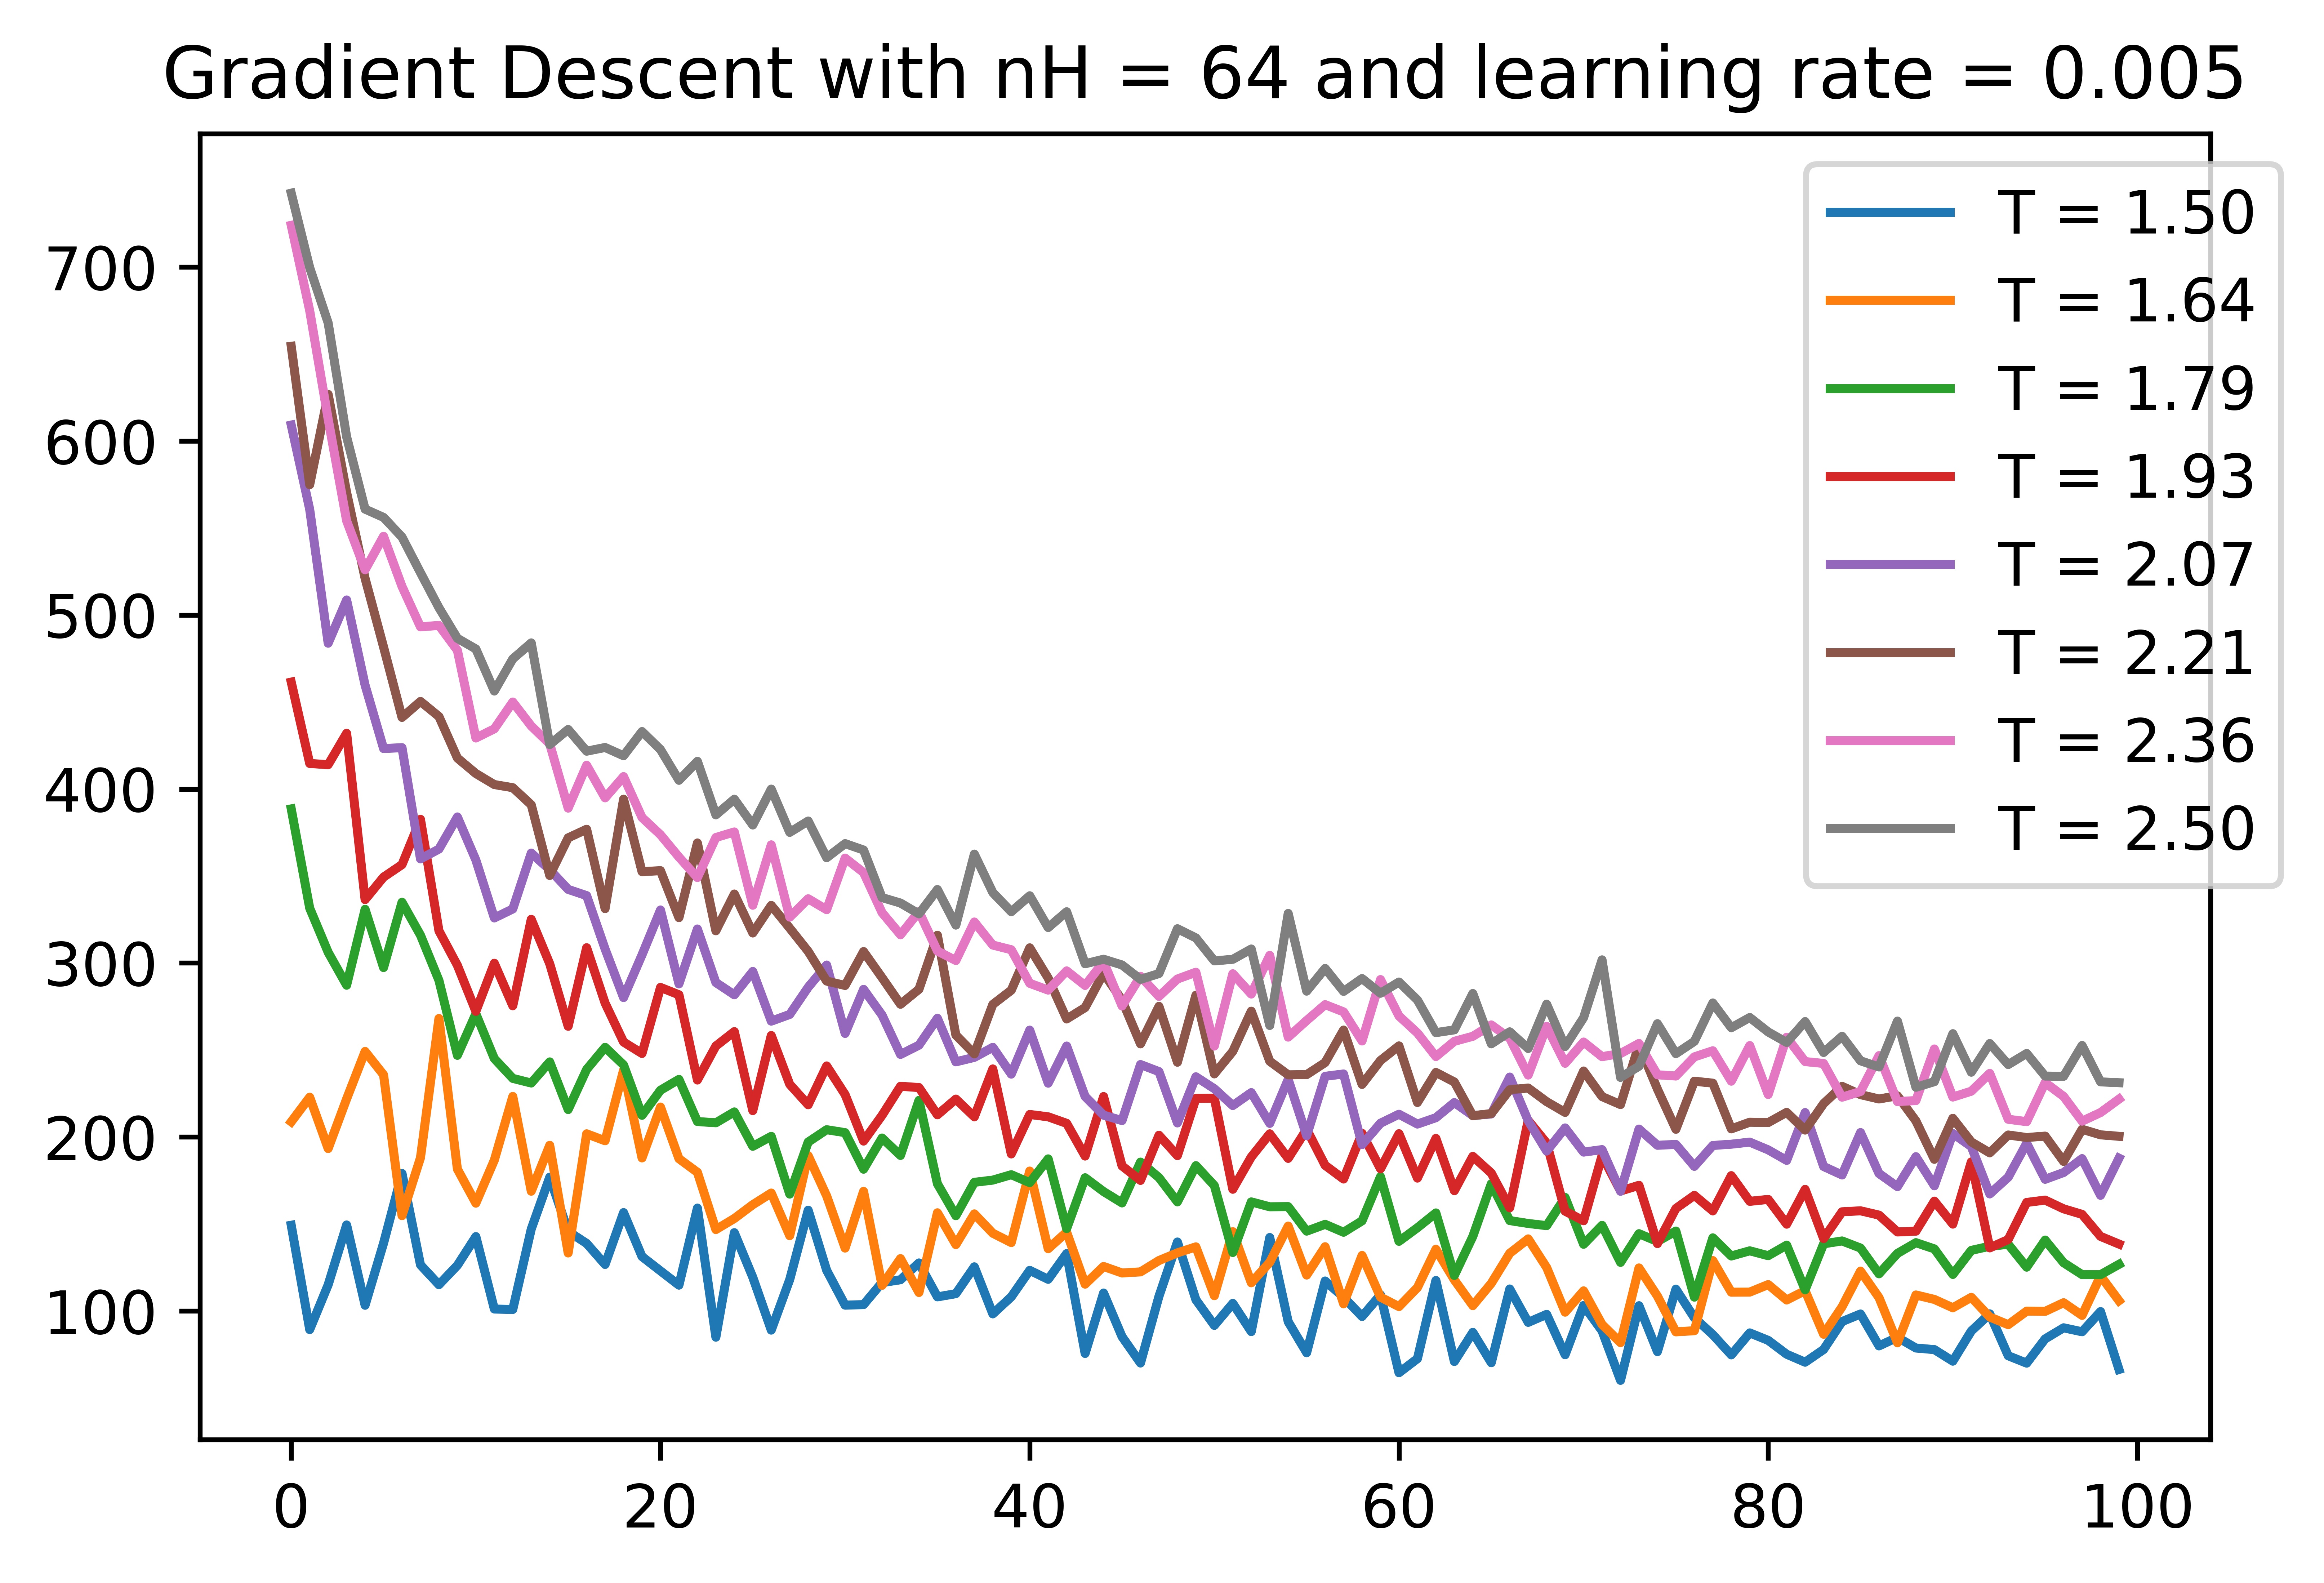 Gradient Descent with nH = 64 and learning rate = 0.005
700
600
500
400
300
200
100
0 20 40 60 80 100
T = 1.50
T = 1.64
T = 1.79
T = 1.93
T = 2.07
T = 2.21
T = 2.36
T = 2.50